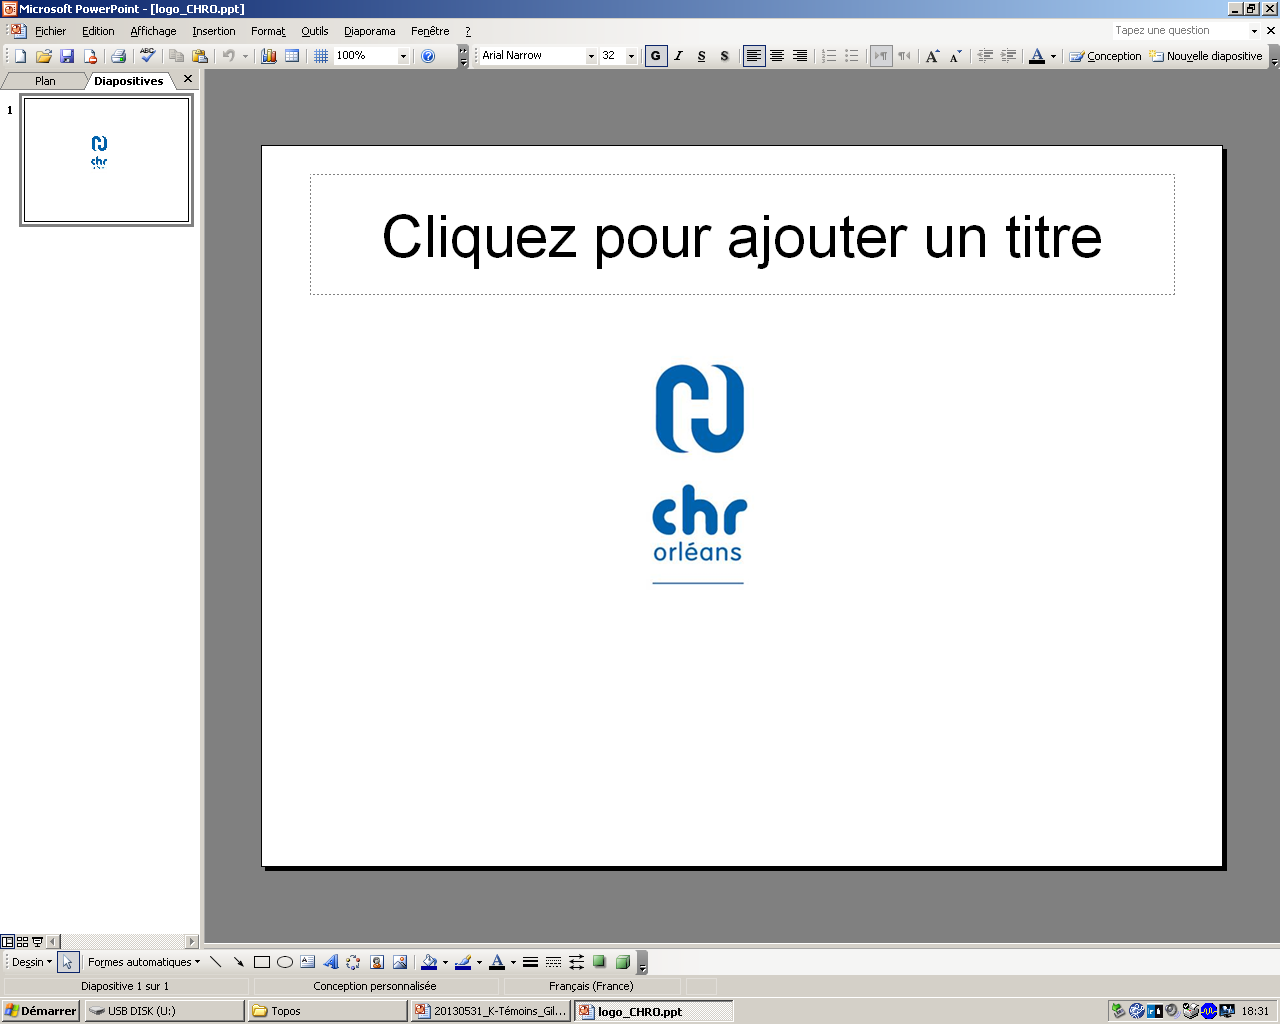 Microsoft PowerPoint - [logo_CHRO.ppt]
Fichier Edition Affichage Insertion Format Outils Diaporama Fenêtre ? Tapez une question
100% Arial Narrow 32 G I S S A A A Conception Nouvelle diapositive
Plan Diapositives
1
chr
Cliquez pour ajouter un titre
chr
orléans
Dessin Formes automatiques A
Diapositive 1 sur 1 Conception personnalisée Français (France)
Démarrer USB DISK (U:) Topos 20130531_K-Témoins_Gil... logo_CHRO.ppt 18:31